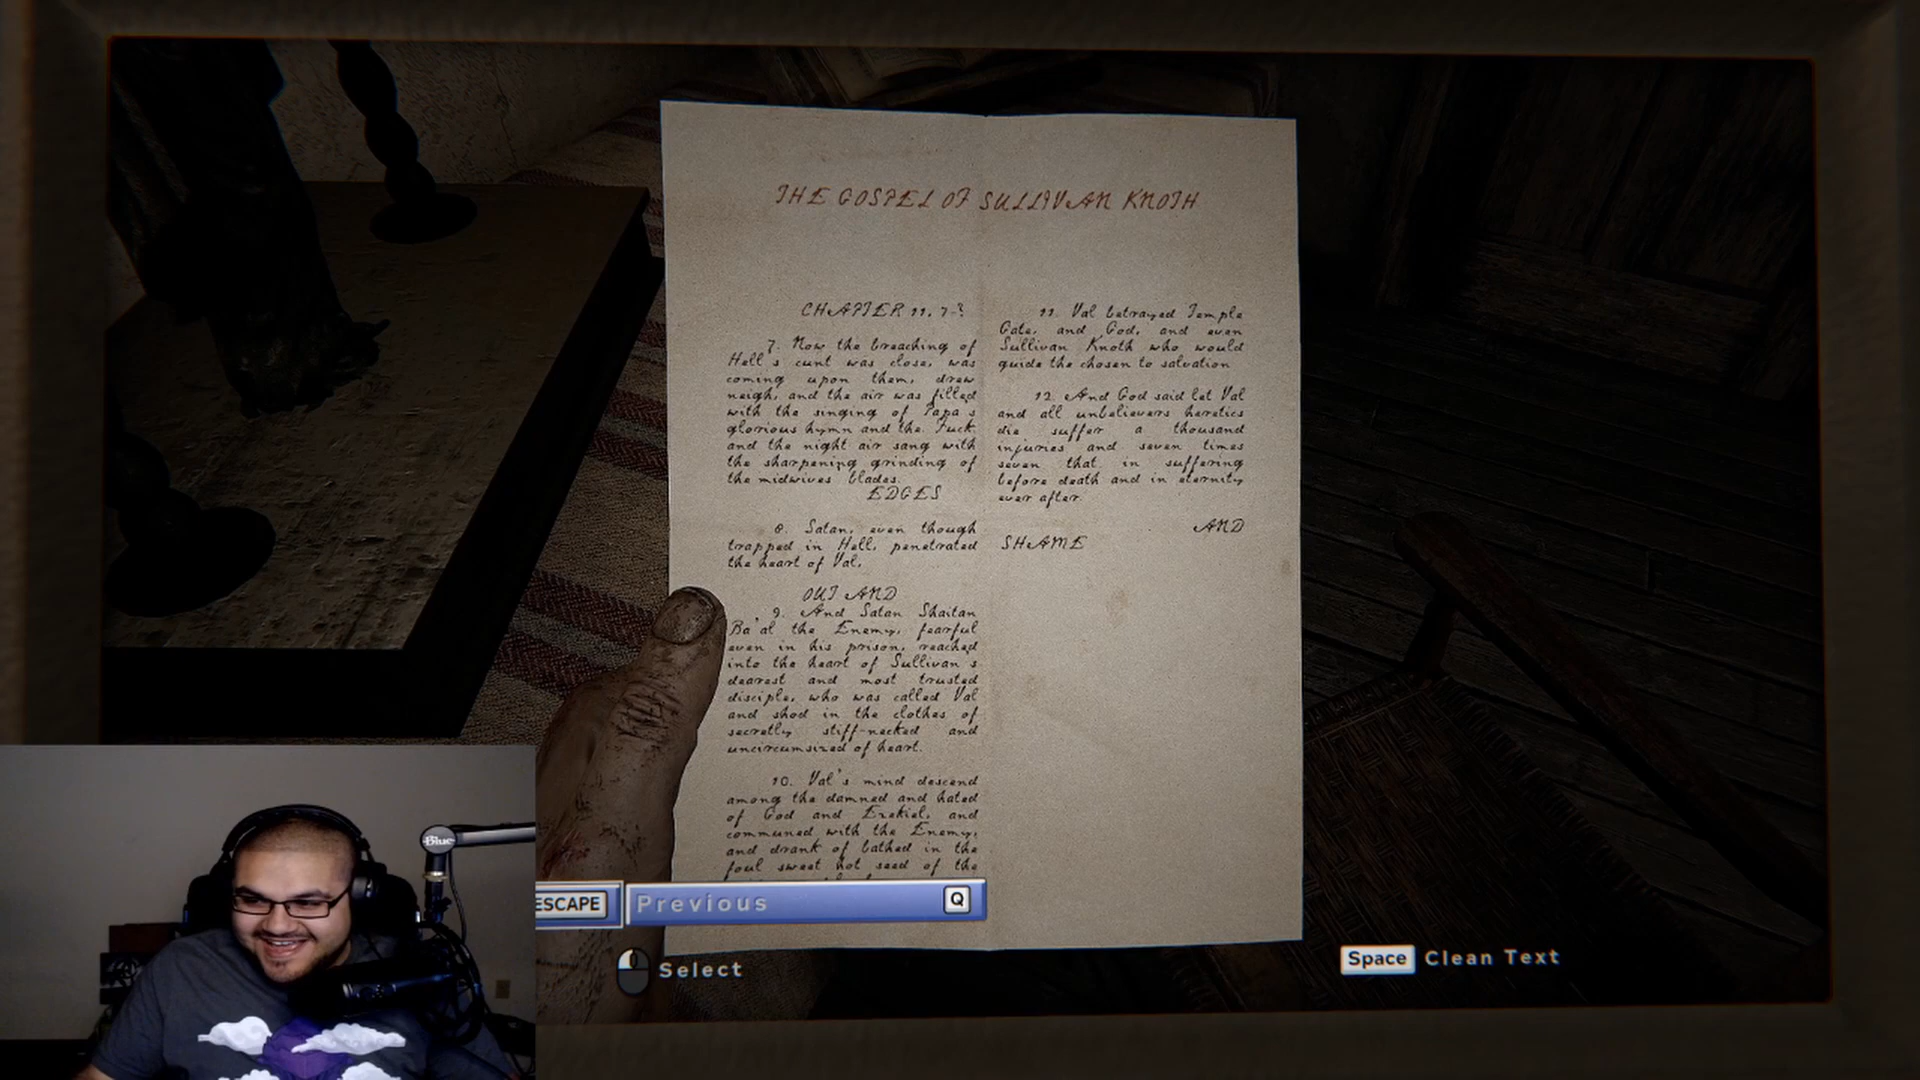 THE GOSPEL OF SULLIVAN KNOTH
CHAPTER 11. 7-?
7. Now the breaching of
Hell's cunt was close, was
coming upon them, drew
neigh, and the air was filled
with the singing of Papa's
glorious hymn and the. Fuck.
and the night air sang with
the sharpening grinding of
the midwives blades.
EDGES
8. Satan, even though
trapped in Hell, penetrated
the heart of Val.
OUT AND
9. And Satan Shaitan
Ba'al the Enemy, fearful
even in his prison, reached
into the heart of Sullivan's
dearest and most trusted
disciple, who was called Val
and shod in the clothes of
secretly stiff-necked and
uncircumsized of heart.
10. Val's mind descend
among the damned and hated
of God and Ezekiel, and
communed with the Enemy,
and drank of bathed in the
foul sweet hot seed of the
11. Val betrayed Temple
Gate, and God, and even
Sullivan Knoth who would
guide the chosen to salvation
12. And God said let Val
and all unbelievers heretics
die suffer a thousand
injuries and seven times
seven that in suffering
before death and in eternity
ever after.
AND
SHAME
Blue
ESCAPE
Previous Q
Select
Space Clean Text